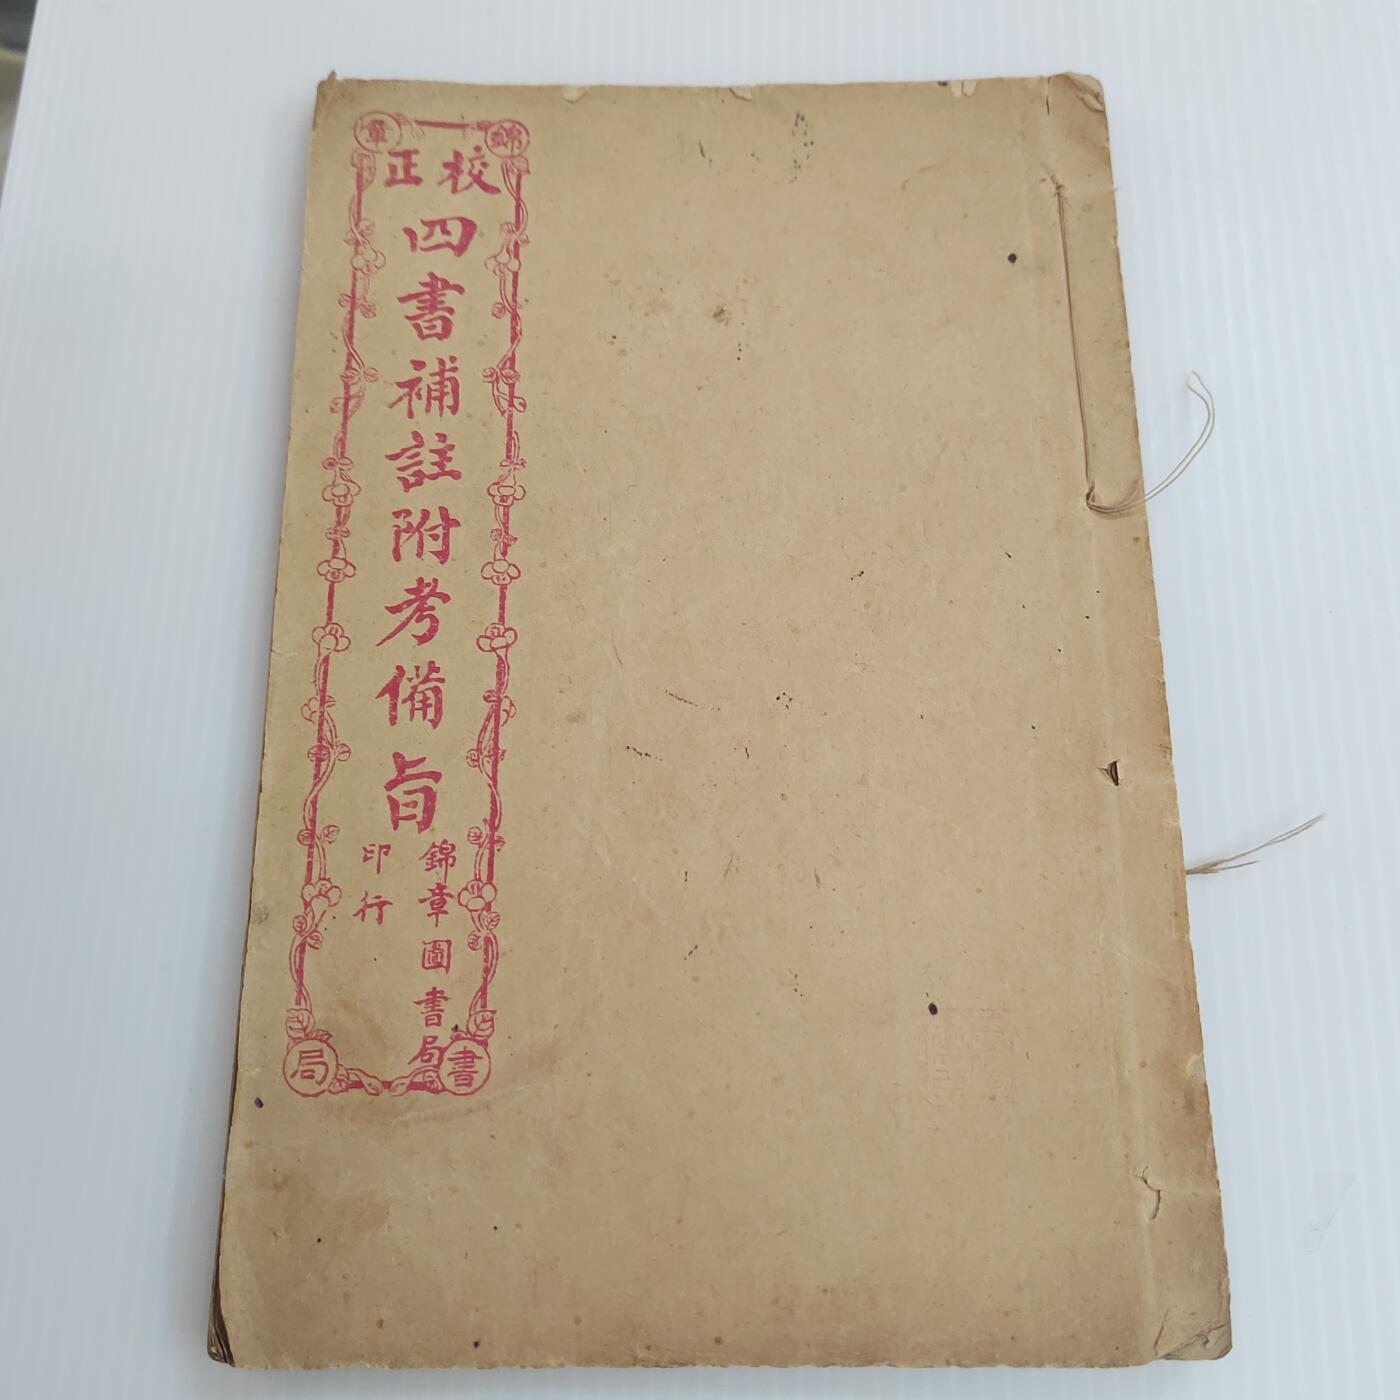 錦章
書局
校正
四書補註附考備旨
錦章圖書局
印行